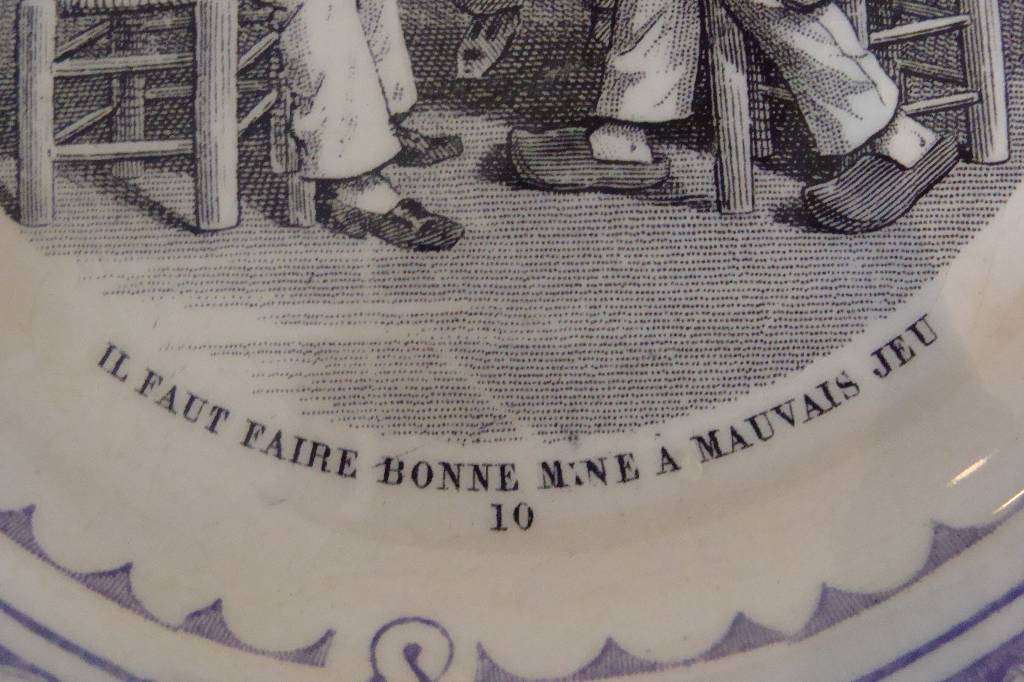 IL FAUT FAIRE BONNE MINE A MAUVAIS JEU
10